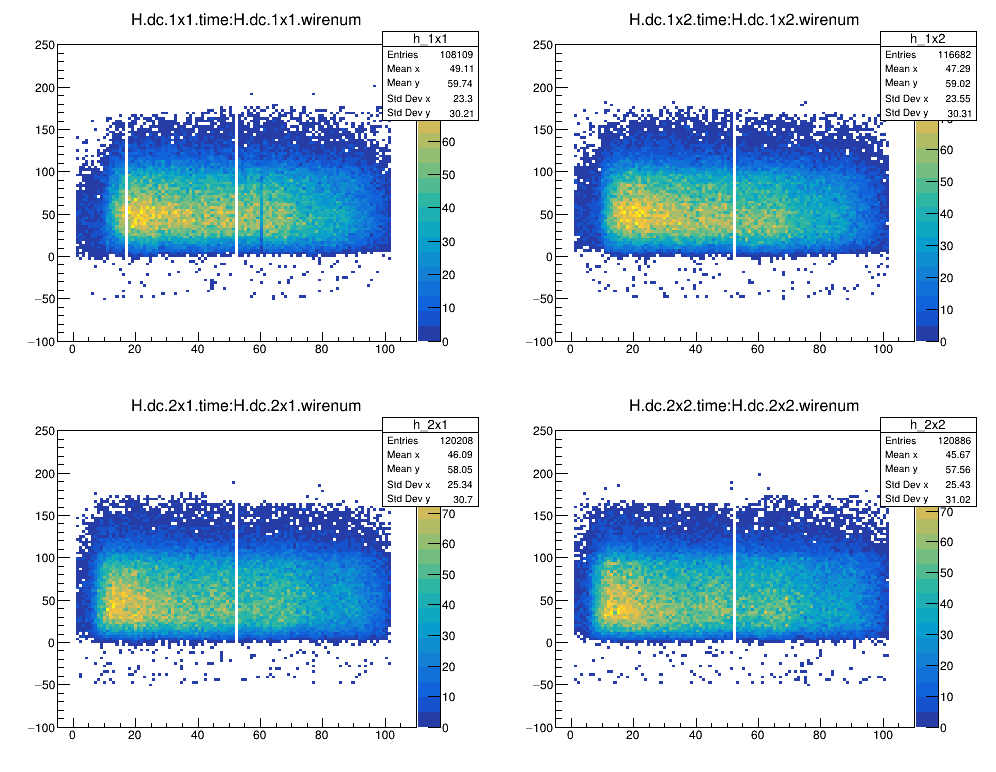 H.dc.1x1.time:H.dc.1x1.wirenum
h_1x1
Entries 108109
Mean x 49.11
Mean y 59.74
Std Dev x 23.3
Std Dev y 30.21
250
200
150
100
50
0
−50
−100
0 20 40 60 80 100
60
50
40
30
20
10
0
H.dc.1x2.time:H.dc.1x2.wirenum
h_1x2
Entries 116682
Mean x 47.29
Mean y 59.02
Std Dev x 23.55
Std Dev y 30.31
250
200
150
100
50
0
−50
−100
0 20 40 60 80 100
60
50
40
30
20
10
0
H.dc.2x1.time:H.dc.2x1.wirenum
h_2x1
Entries 120208
Mean x 46.09
Mean y 58.05
Std Dev x 25.34
Std Dev y 30.7
250
200
150
100
50
0
−50
−100
0 20 40 60 80 100
70
60
50
40
30
20
10
0
H.dc.2x2.time:H.dc.2x2.wirenum
h_2x2
Entries 120886
Mean x 45.67
Mean y 57.56
Std Dev x 25.43
Std Dev y 31.02
250
200
150
100
50
0
−50
−100
0 20 40 60 80 100
70
60
50
40
30
20
10
0